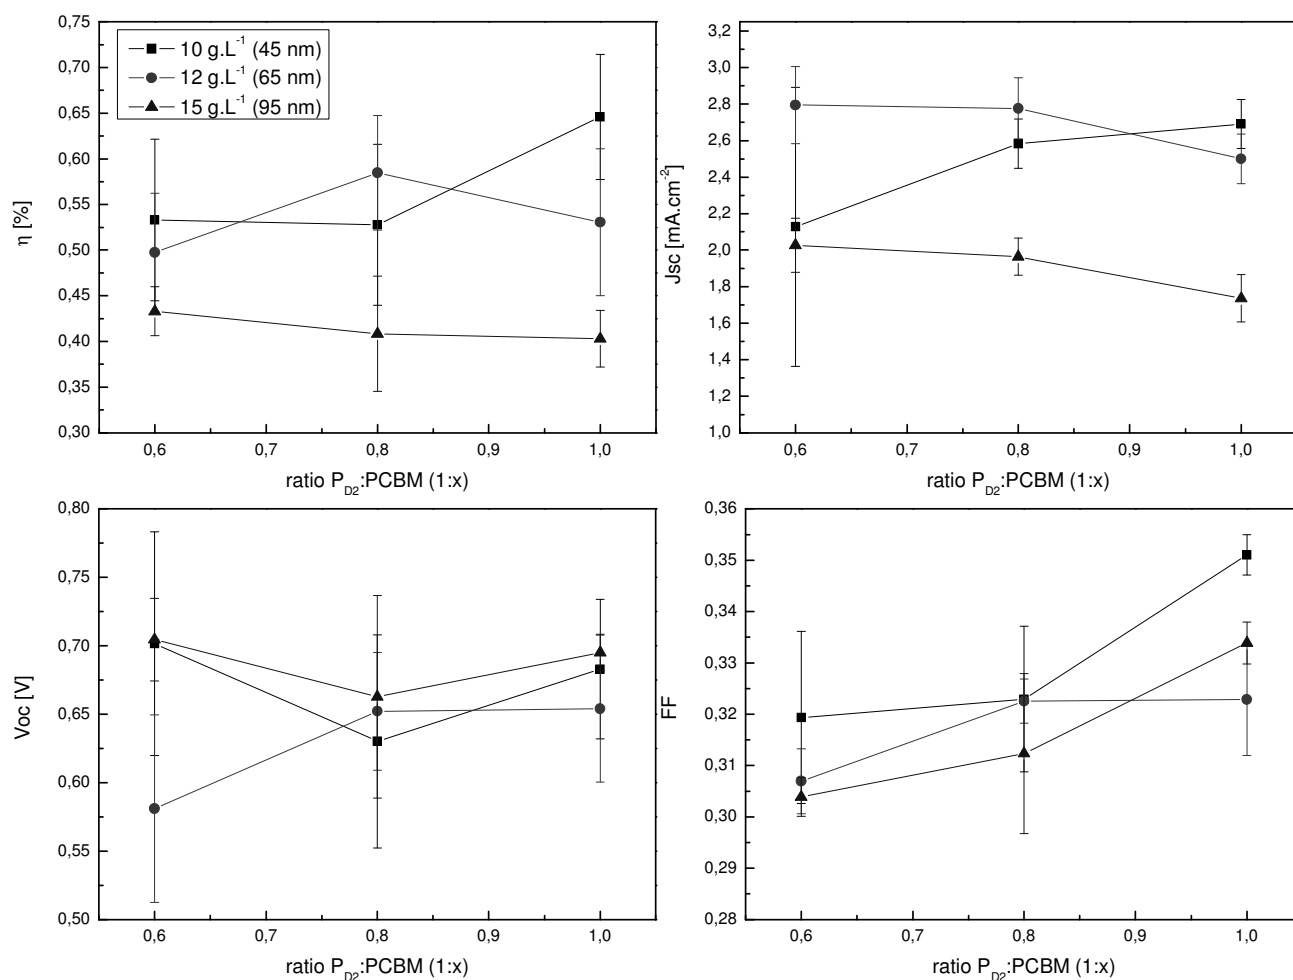 0,75
0,70
0,65
0,60
0,55
0,50
0,45
0,40
0,35
0,30
η [%]
10 g.L-1 (45 nm)
12 g.L-1 (65 nm)
15 g.L-1 (95 nm)
0,6 0,7 0,8 0,9 1,0
ratio PD2:PCBM (1:x)
3,2
3,0
2,8
2,6
2,4
2,2
2,0
1,8
1,6
1,4
1,2
1,0
Jsc [mA.cm-2]
0,6 0,7 0,8 0,9 1,0
ratio PD2:PCBM (1:x)
0,80
0,75
0,70
0,65
0,60
0,55
0,50
Voc [V]
0,6 0,7 0,8 0,9 1,0
ratio PD2:PCBM (1:x)
0,36
0,35
0,34
0,33
0,32
0,31
0,30
0,29
0,28
FF
0,6 0,7 0,8 0,9 1,0
ratio PD2:PCBM (1:x)